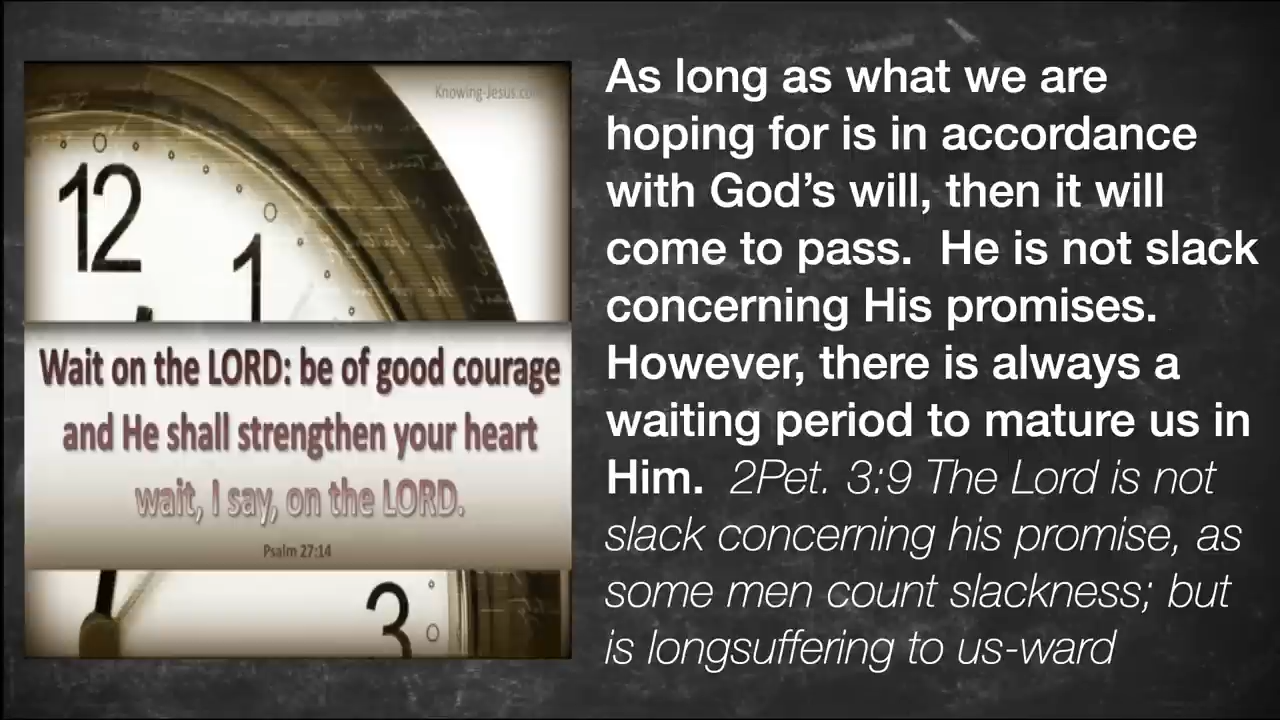 Knowing-Jesus.com
12
1
Wait on the LORD: be of good courage
and He shall strengthen your heart
wait, I say, on the LORD.
Psalm 27:14
3
As long as what we are
hoping for is in accordance
with God’s will, then it will
come to pass.  He is not slack
concerning His promises.
However, there is always a
waiting period to mature us in
Him.  2Pet. 3:9 The Lord is not
slack concerning his promise, as
some men count slackness; but
is longsuffering to us-ward